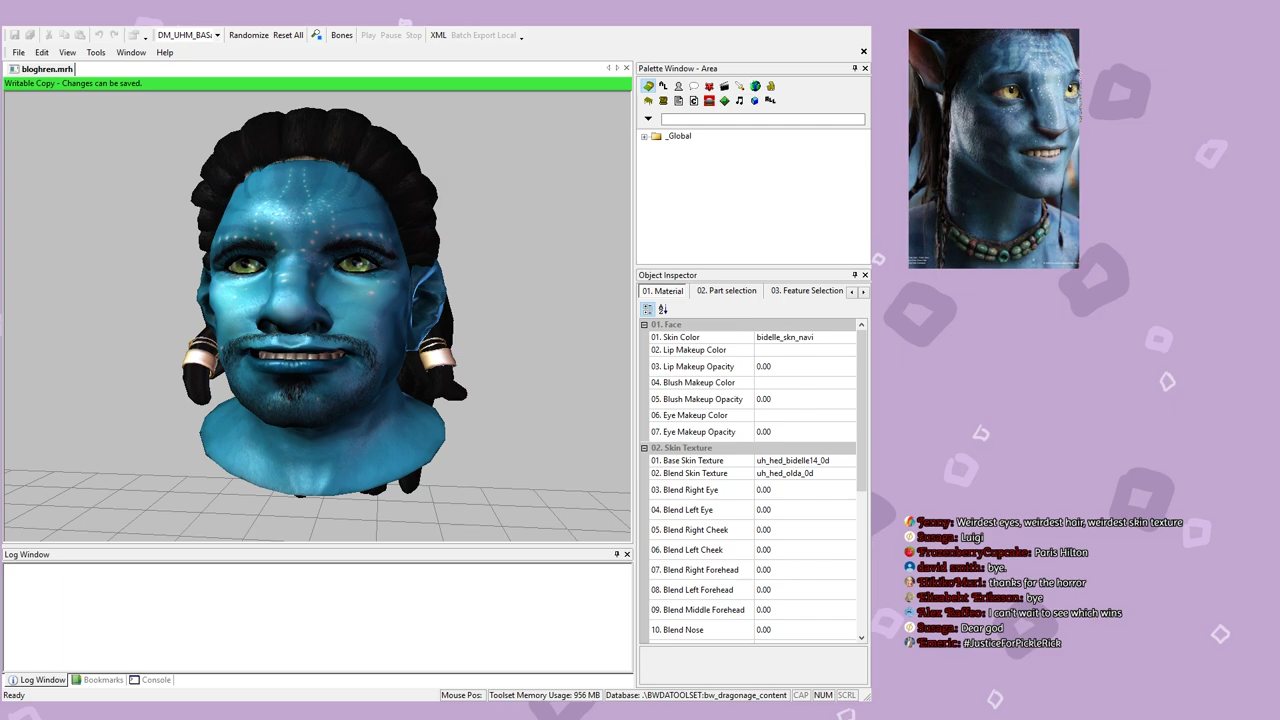 DM_UHM_BASE
Randomize Reset All
Bones
Play Pause Stop
XML Batch Export Local
File Edit View Tools Window Help
bloghren.mrh
Writable Copy - Changes can be saved.
Palette Window - Area
_Global
Object Inspector
01. Material 02. Part selection 03. Feature Selection
01. Face
01. Skin Color bidelle_skn_navi
02. Lip Makeup Color
03. Lip Makeup Opacity 0.00
04. Blush Makeup Color
05. Blush Makeup Opacity 0.00
06. Eye Makeup Color
07. Eye Makeup Opacity 0.00
02. Skin Texture
01. Base Skin Texture uh_hed_bidelle14_0d
02. Blend Skin Texture uh_hed_olda_0d
03. Blend Right Eye 0.00
04. Blend Left Eye 0.00
05. Blend Right Cheek 0.00
06. Blend Left Cheek 0.00
07. Blend Right Forehead 0.00
08. Blend Left Forehead 0.00
09. Blend Middle Forehead 0.00
10. Blend Nose 0.00
Log Window
Log Window Bookmarks Console
Ready
Mouse Pos: Toolset Memory Usage: 956 MB Database: .\BWDATOOLSET:bw_dragonage_content CAP NUM SCRL
Weirdest eyes, weirdest hair, weirdest skin texture
Sasaga: Luigi
FrozenberryCupcake: Paris Hilton
david smith: bye.
thanks for the horror
Elisabeht Eriksson: bye
I can't wait to see which wins
Sasaga: Dear god
Emeric: #JusticeForPickleRick